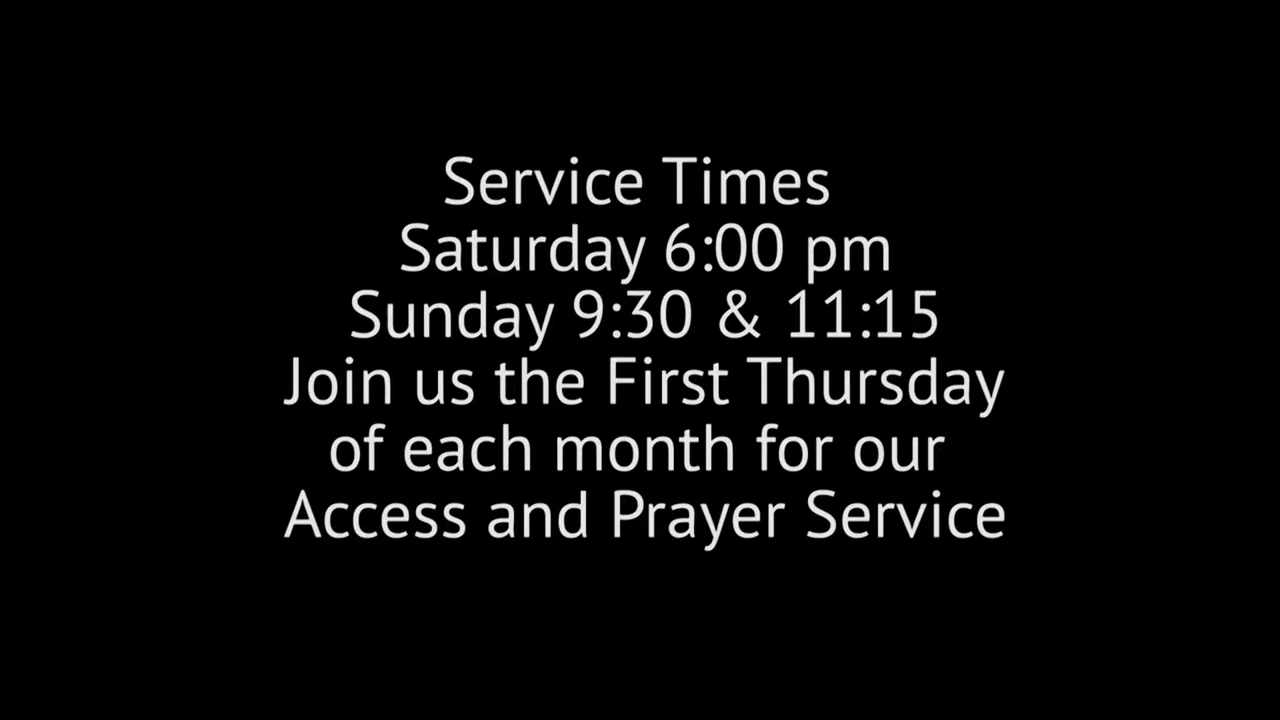 Service Times
Saturday 6:00 pm
Sunday 9:30 & 11:15
Join us the First Thursday
of each month for our
Access and Prayer Service